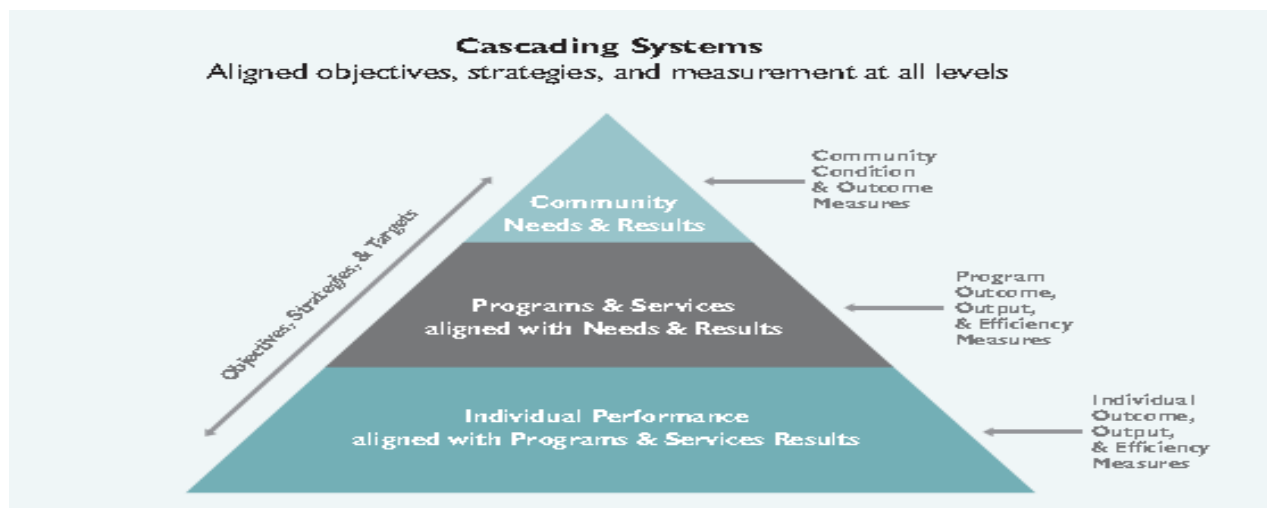 Cascading Systems
Aligned objectives, strategies, and measurement at all levels
Community
Condition
& Outcome
Measures
Community
Needs & Results
Objectives, Strategies, & Targets
Program
Outcome,
Output,
& Efficiency
Measures
Programs & Services
aligned with Needs & Results
Individual
Outcome,
Output,
& Efficiency
Measures
Individual Performance
aligned with Programs & Services Results